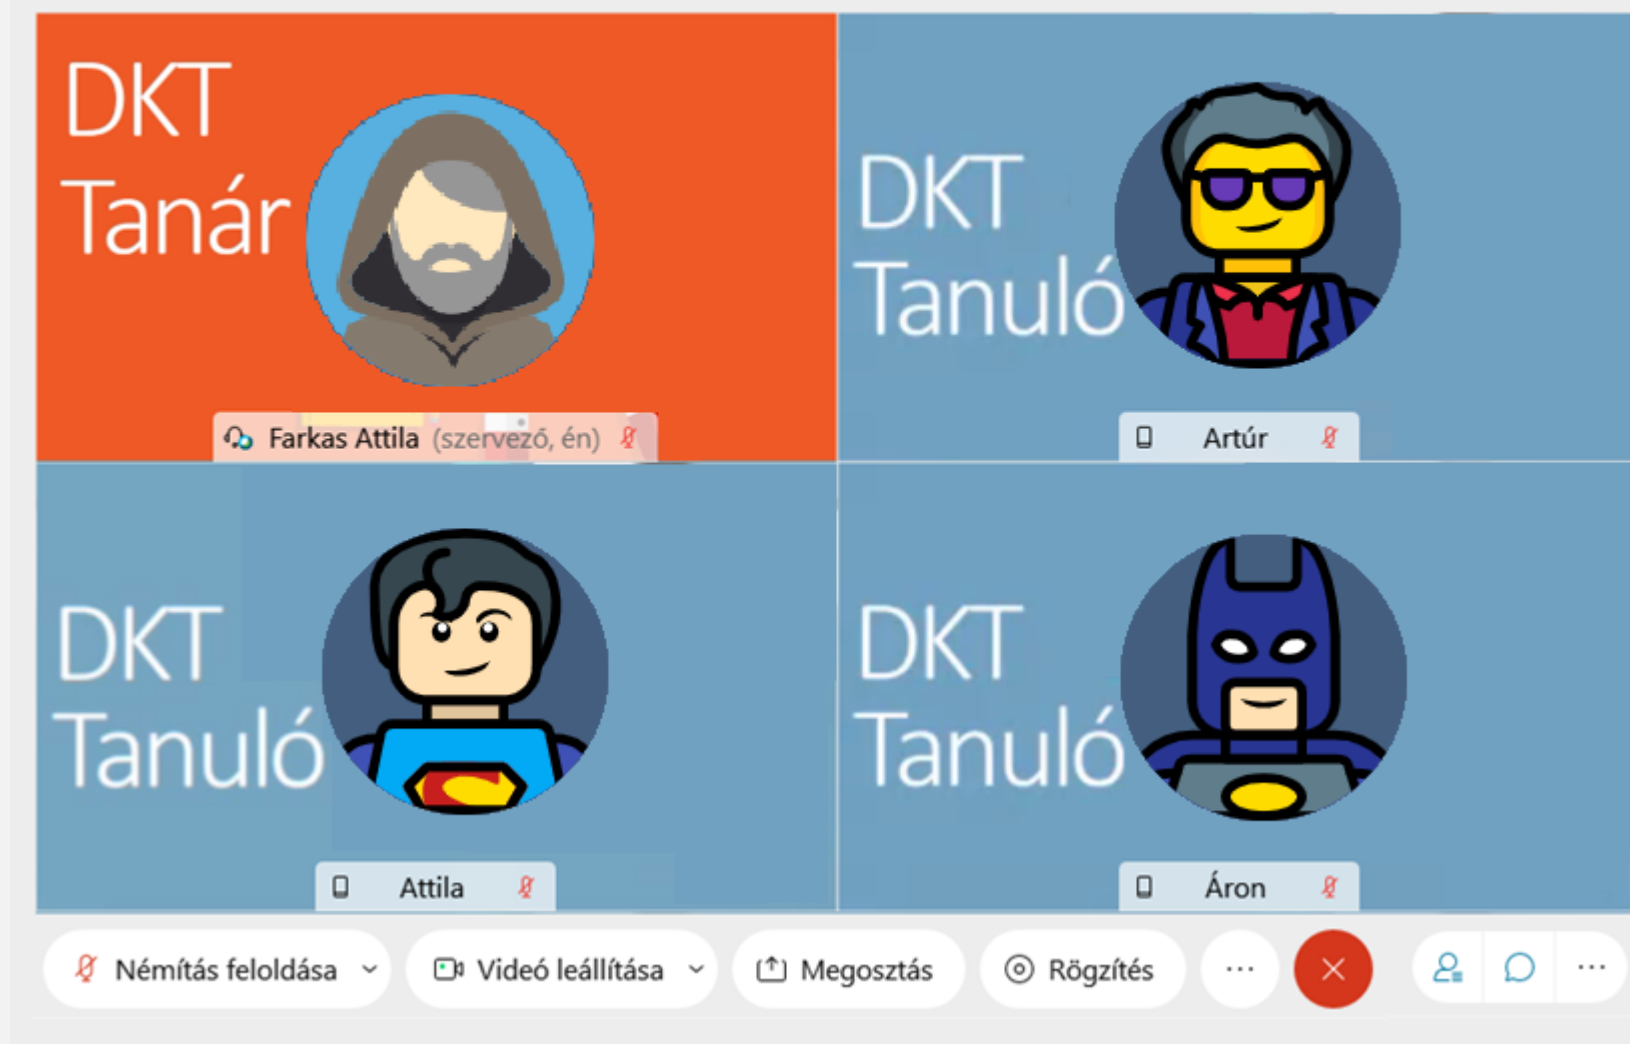 DKT
Tanár
Farkas Attila (szervező, én)
DKT
Tanuló
Artúr
DKT
Tanuló
Attila
DKT
Tanuló
Áron
Némítás feloldása
Videó leállítása
Megosztás
Rögzítés